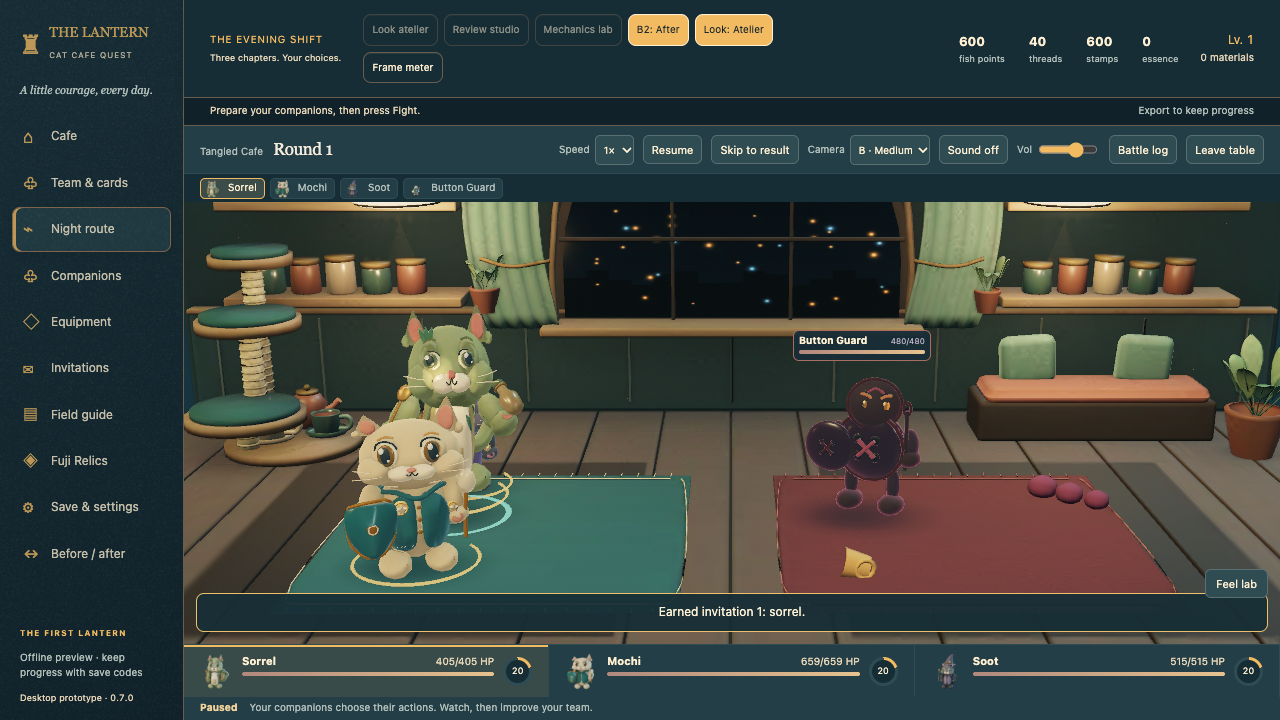 THE LANTERN
CAT CAFE QUEST
A little courage, every day.
Cafe
Team & cards
Night route
Companions
Equipment
Invitations
Field guide
Fuji Relics
Save & settings
Before / after
THE FIRST LANTERN
Offline preview · keep
progress with save codes
Desktop prototype · 0.7.0
THE EVENING SHIFT
Three chapters. Your choices.
Look atelier
Review studio
Mechanics lab
B2: After
Look: Atelier
Frame meter
600
fish points
40
threads
600
stamps
0
essence
Lv. 1
0 materials
Prepare your companions, then press Fight.
Export to keep progress
Tangled Cafe
Round 1
Speed
1×
Resume
Skip to result
Camera
B · Medium
Sound off
Vol
Battle log
Leave table
Sorrel
Mochi
Soot
Button Guard
Button Guard 480/480
Feel lab
Earned invitation 1: sorrel.
Sorrel 405/405 HP 20
Mochi 659/659 HP 20
Soot 515/515 HP 20
Paused Your companions choose their actions. Watch, then improve your team.